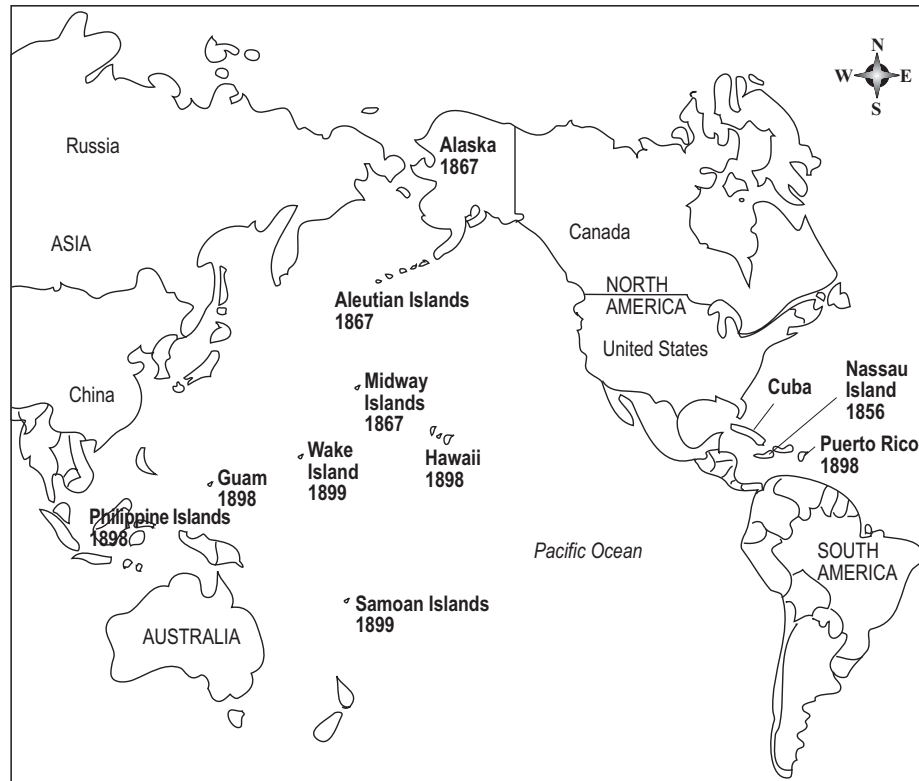 N
W
E
S
Russia
Alaska
1867
Canada
ASIA
Aleutian Islands
1867
NORTH
AMERICA
United States
China
Midway
Islands
1867
Cuba
Nassau
Island
1856
Puerto Rico
1898
Hawaii
1898
Wake
Island
1899
Guam
1898
Philippine Islands
1898
Pacific Ocean
SOUTH
AMERICA
Samoan Islands
1899
AUSTRALIA